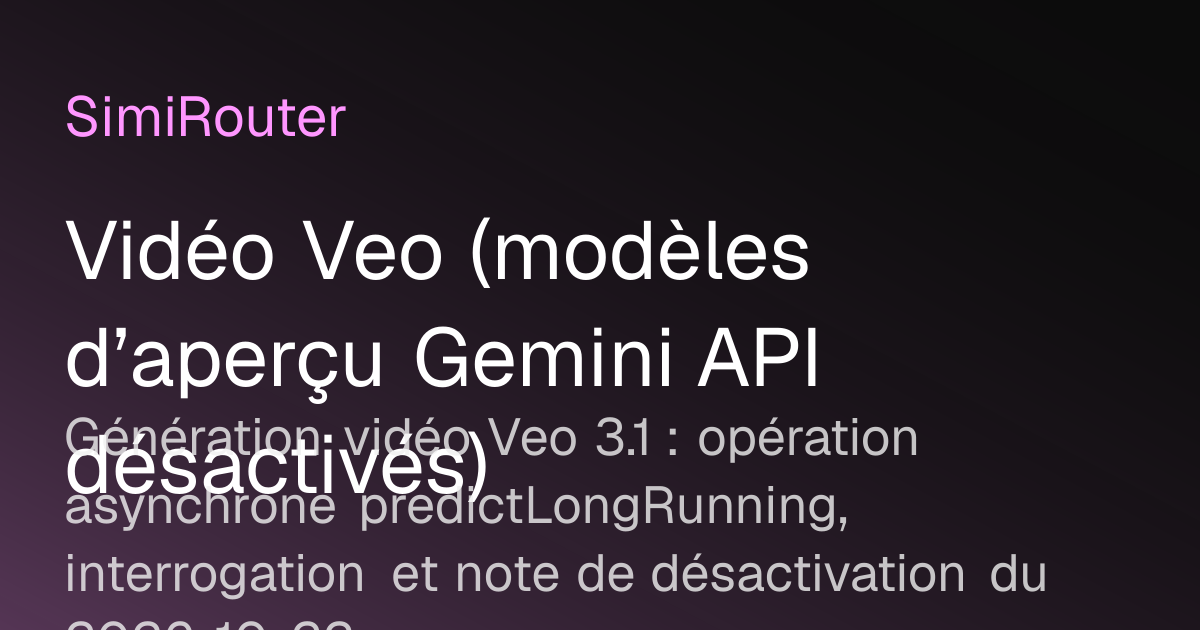 SimiRouter
Vidéo Veo (modèles
d’aperçu Gemini API
désactivés)
Génération vidéo Veo 3.1 : opération
asynchrone predictLongRunning,
interrogation et note de désactivation du